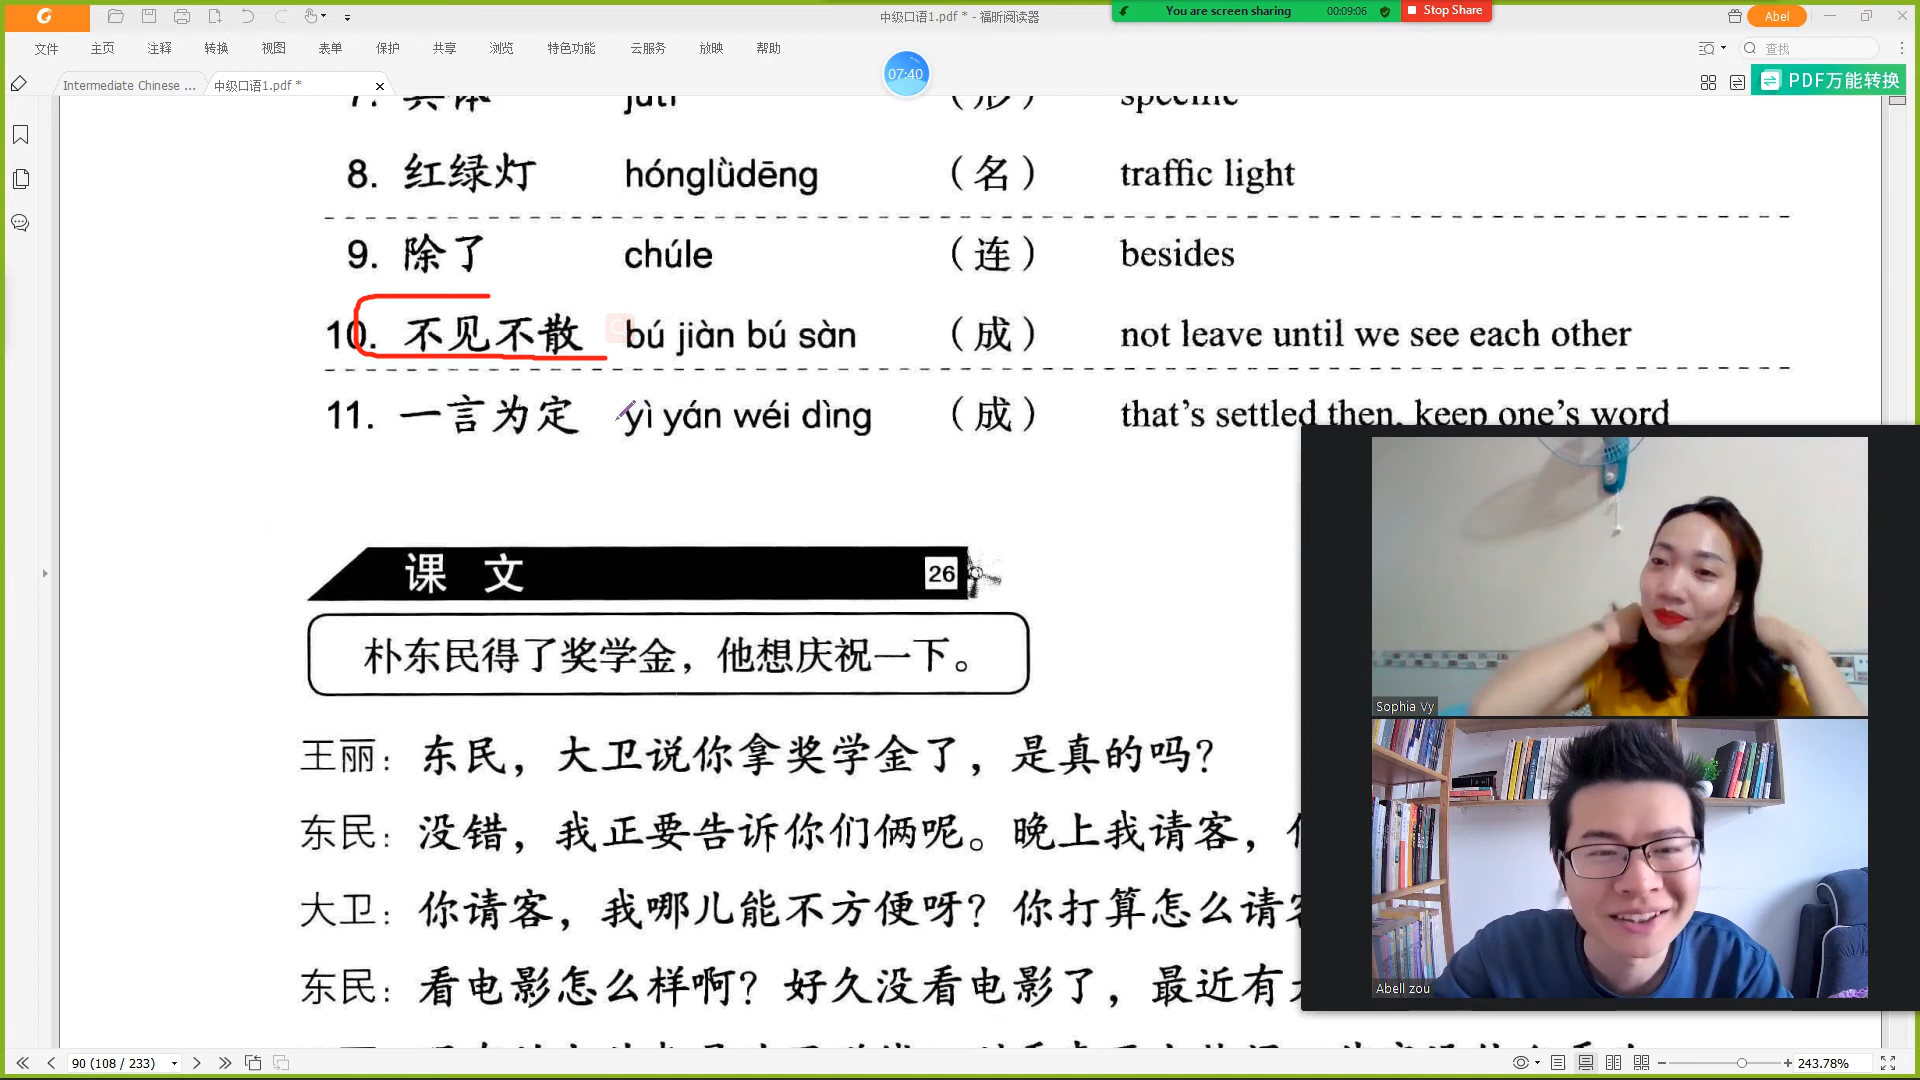 中级口语1.pdf * - 福昕阅读器
You are screen sharing 00:09:06 Stop Share
Abel
文件 主页 注释 转换 视图 表单 保护 共享 浏览 特色功能 云服务 放映 帮助
查找
07:40
Intermediate Chinese ...
中级口语1.pdf *
PDF万能转换
7. 具体 jùtǐ （形） specific
8. 红绿灯 hónglǜdēng （名） traffic light
9. 除了 chúle （连） besides
10. 不见不散 bú jiàn bú sàn （成） not leave until we see each other
11. 一言为定 yì yán wéi dìng （成） that's settled then, keep one's word
课 文 26
朴东民得了奖学金，他想庆祝一下。
王丽：东民，大卫说你拿奖学金了，是真的吗？
东民：没错，我正要告诉你们俩呢。晚上我请客，
大卫：你请客，我哪儿能不方便呀？你打算怎么请客
东民：看电影怎么样啊？好久没看电影了，最近有
Sophia Vy
Abell zou
90 (108 / 233)
243.78%